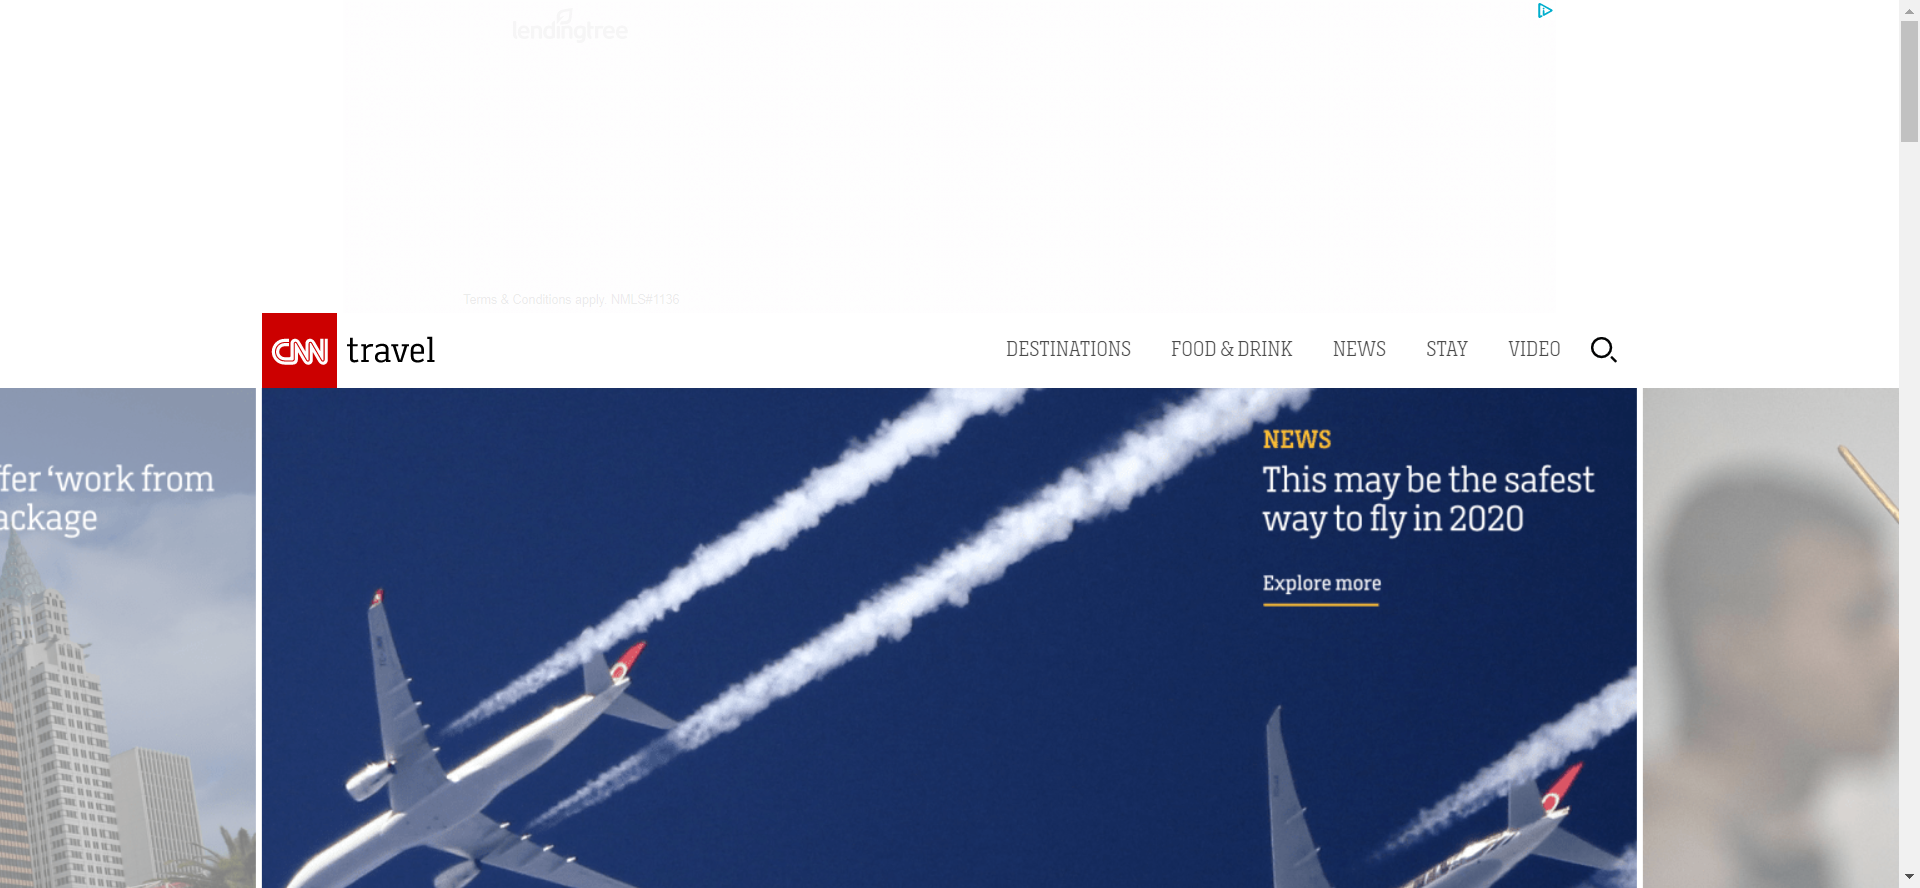 lendingtree
Terms & Conditions apply. NMLS#1136
CNN travel
DESTINATIONS FOOD & DRINK NEWS STAY VIDEO
ffer ‘work from
ackage
NEWS
This may be the safest
way to fly in 2020
Explore more